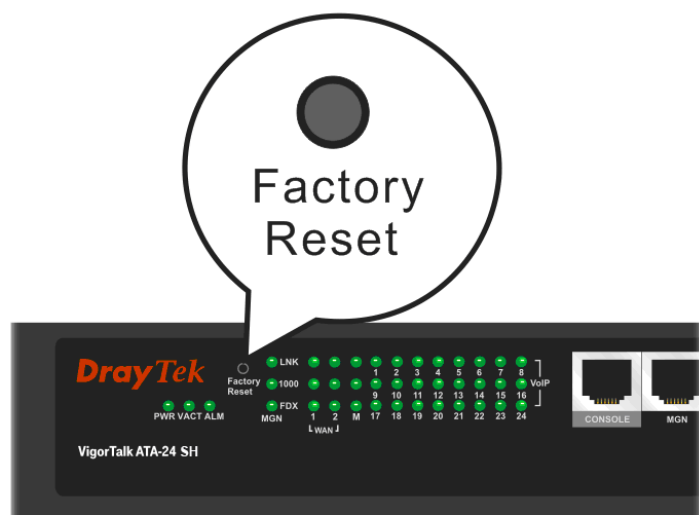 Factory
Reset
DrayTek
Factory
Reset
LNK
1000
FDX
PWR VACT ALM
MGN
1 2 3 4 5 6 7 8
9 10 11 12 13 14 15 16
1 2 M 17 18 19 20 21 22 23 24
WAN
VoIP
CONSOLE
MGN
VigorTalk ATA-24 SH